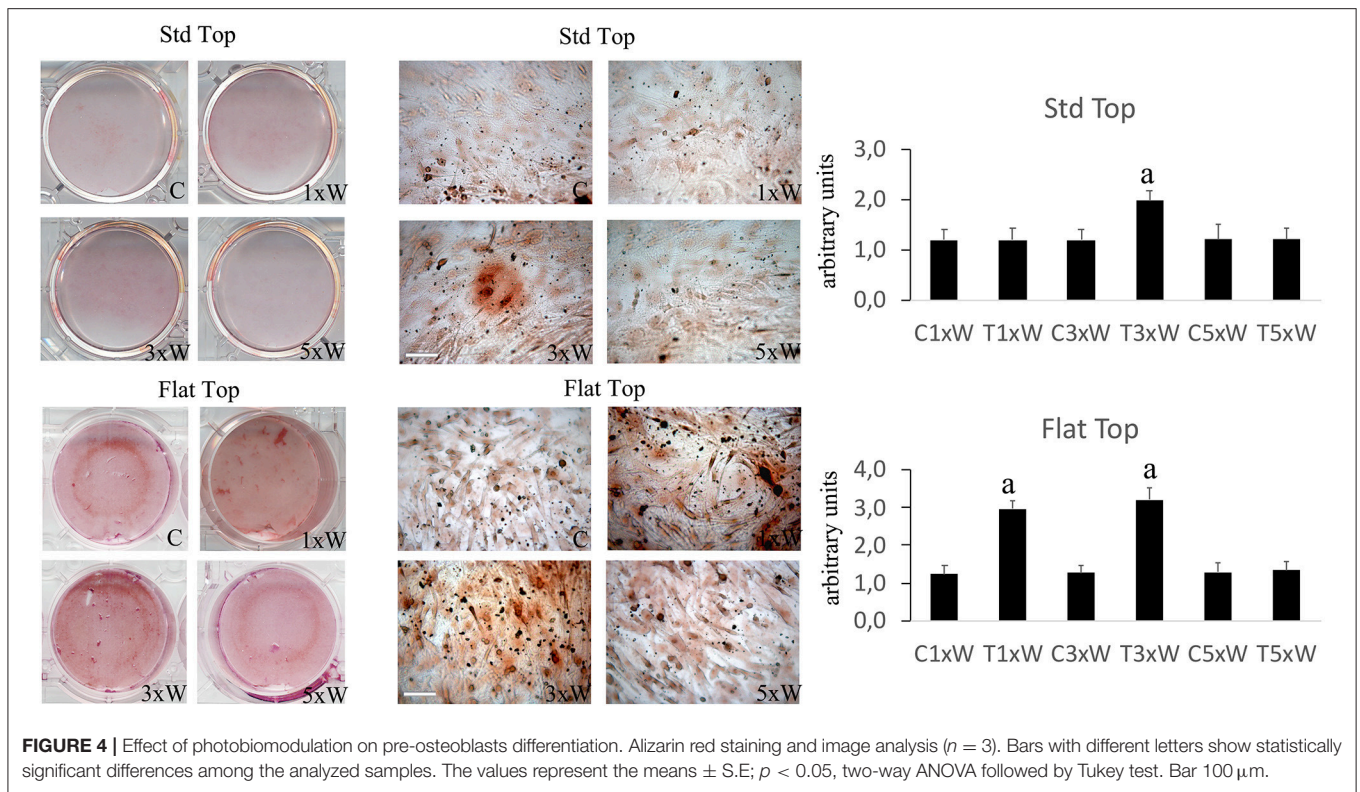 Std Top
C
1xW
3xW
5xW
Flat Top
C
1xW
3xW
5xW
Std Top
C
1xW
3xW
5xW
Flat Top
C
1xW
3xW
5xW
Std Top
arbitrary units
3,0
2,0
1,0
0,0
a
C1xW T1xW C3xW T3xW C5xW T5xW
Flat Top
arbitrary units
4,0
3,0
2,0
1,0
0,0
a
a
C1xW T1xW C3xW T3xW C5xW T5xW
FIGURE 4 | Effect of photobiomodulation on pre-osteoblasts differentiation. Alizarin red staining and image analysis (n = 3). Bars with different letters show statistically
significant differences among the analyzed samples. The values represent the means ± S.E; p < 0.05, two-way ANOVA followed by Tukey test. Bar 100 μm.